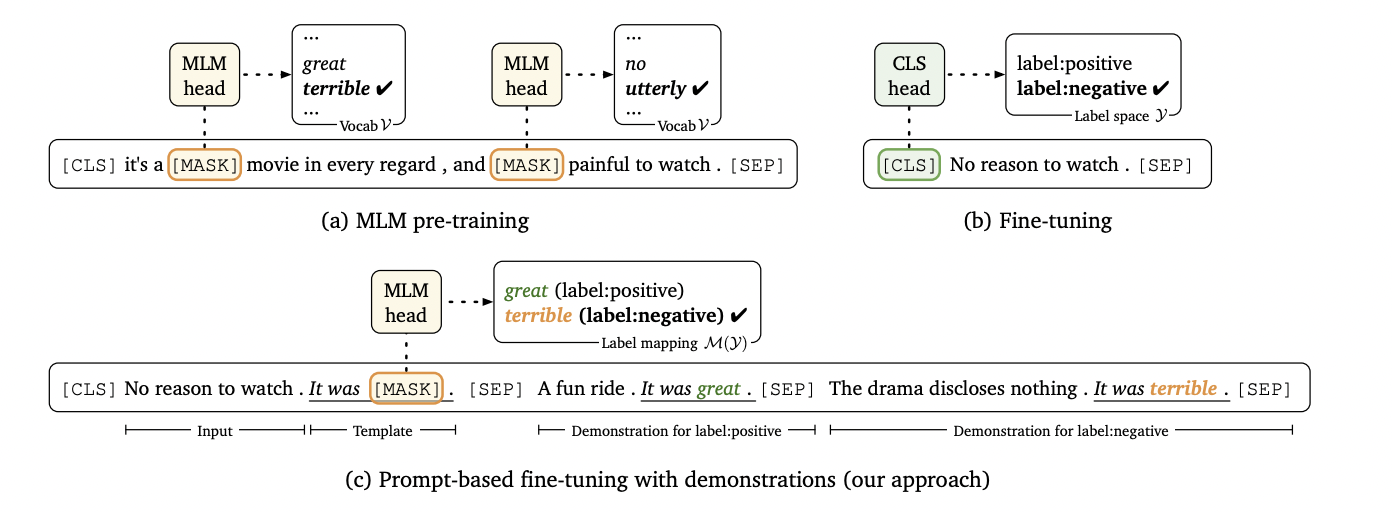 MLM
head
...
great
terrible ✔
...
Vocab 𝒱
MLM
head
...
no
utterly ✔
...
Vocab 𝒱
[CLS] it's a [MASK] movie in every regard , and [MASK] painful to watch . [SEP]
(a) MLM pre-training
CLS
head
label:positive
label:negative ✔
Label space 𝒴
[CLS] No reason to watch . [SEP]
(b) Fine-tuning
MLM
head
great (label:positive)
terrible (label:negative) ✔
Label mapping ℳ(𝒴)
[CLS] No reason to watch . It was [MASK] . [SEP] A fun ride . It was great . [SEP] The drama discloses nothing . It was terrible . [SEP]
Input Template Demonstration for label:positive Demonstration for label:negative
(c) Prompt-based fine-tuning with demonstrations (our approach)